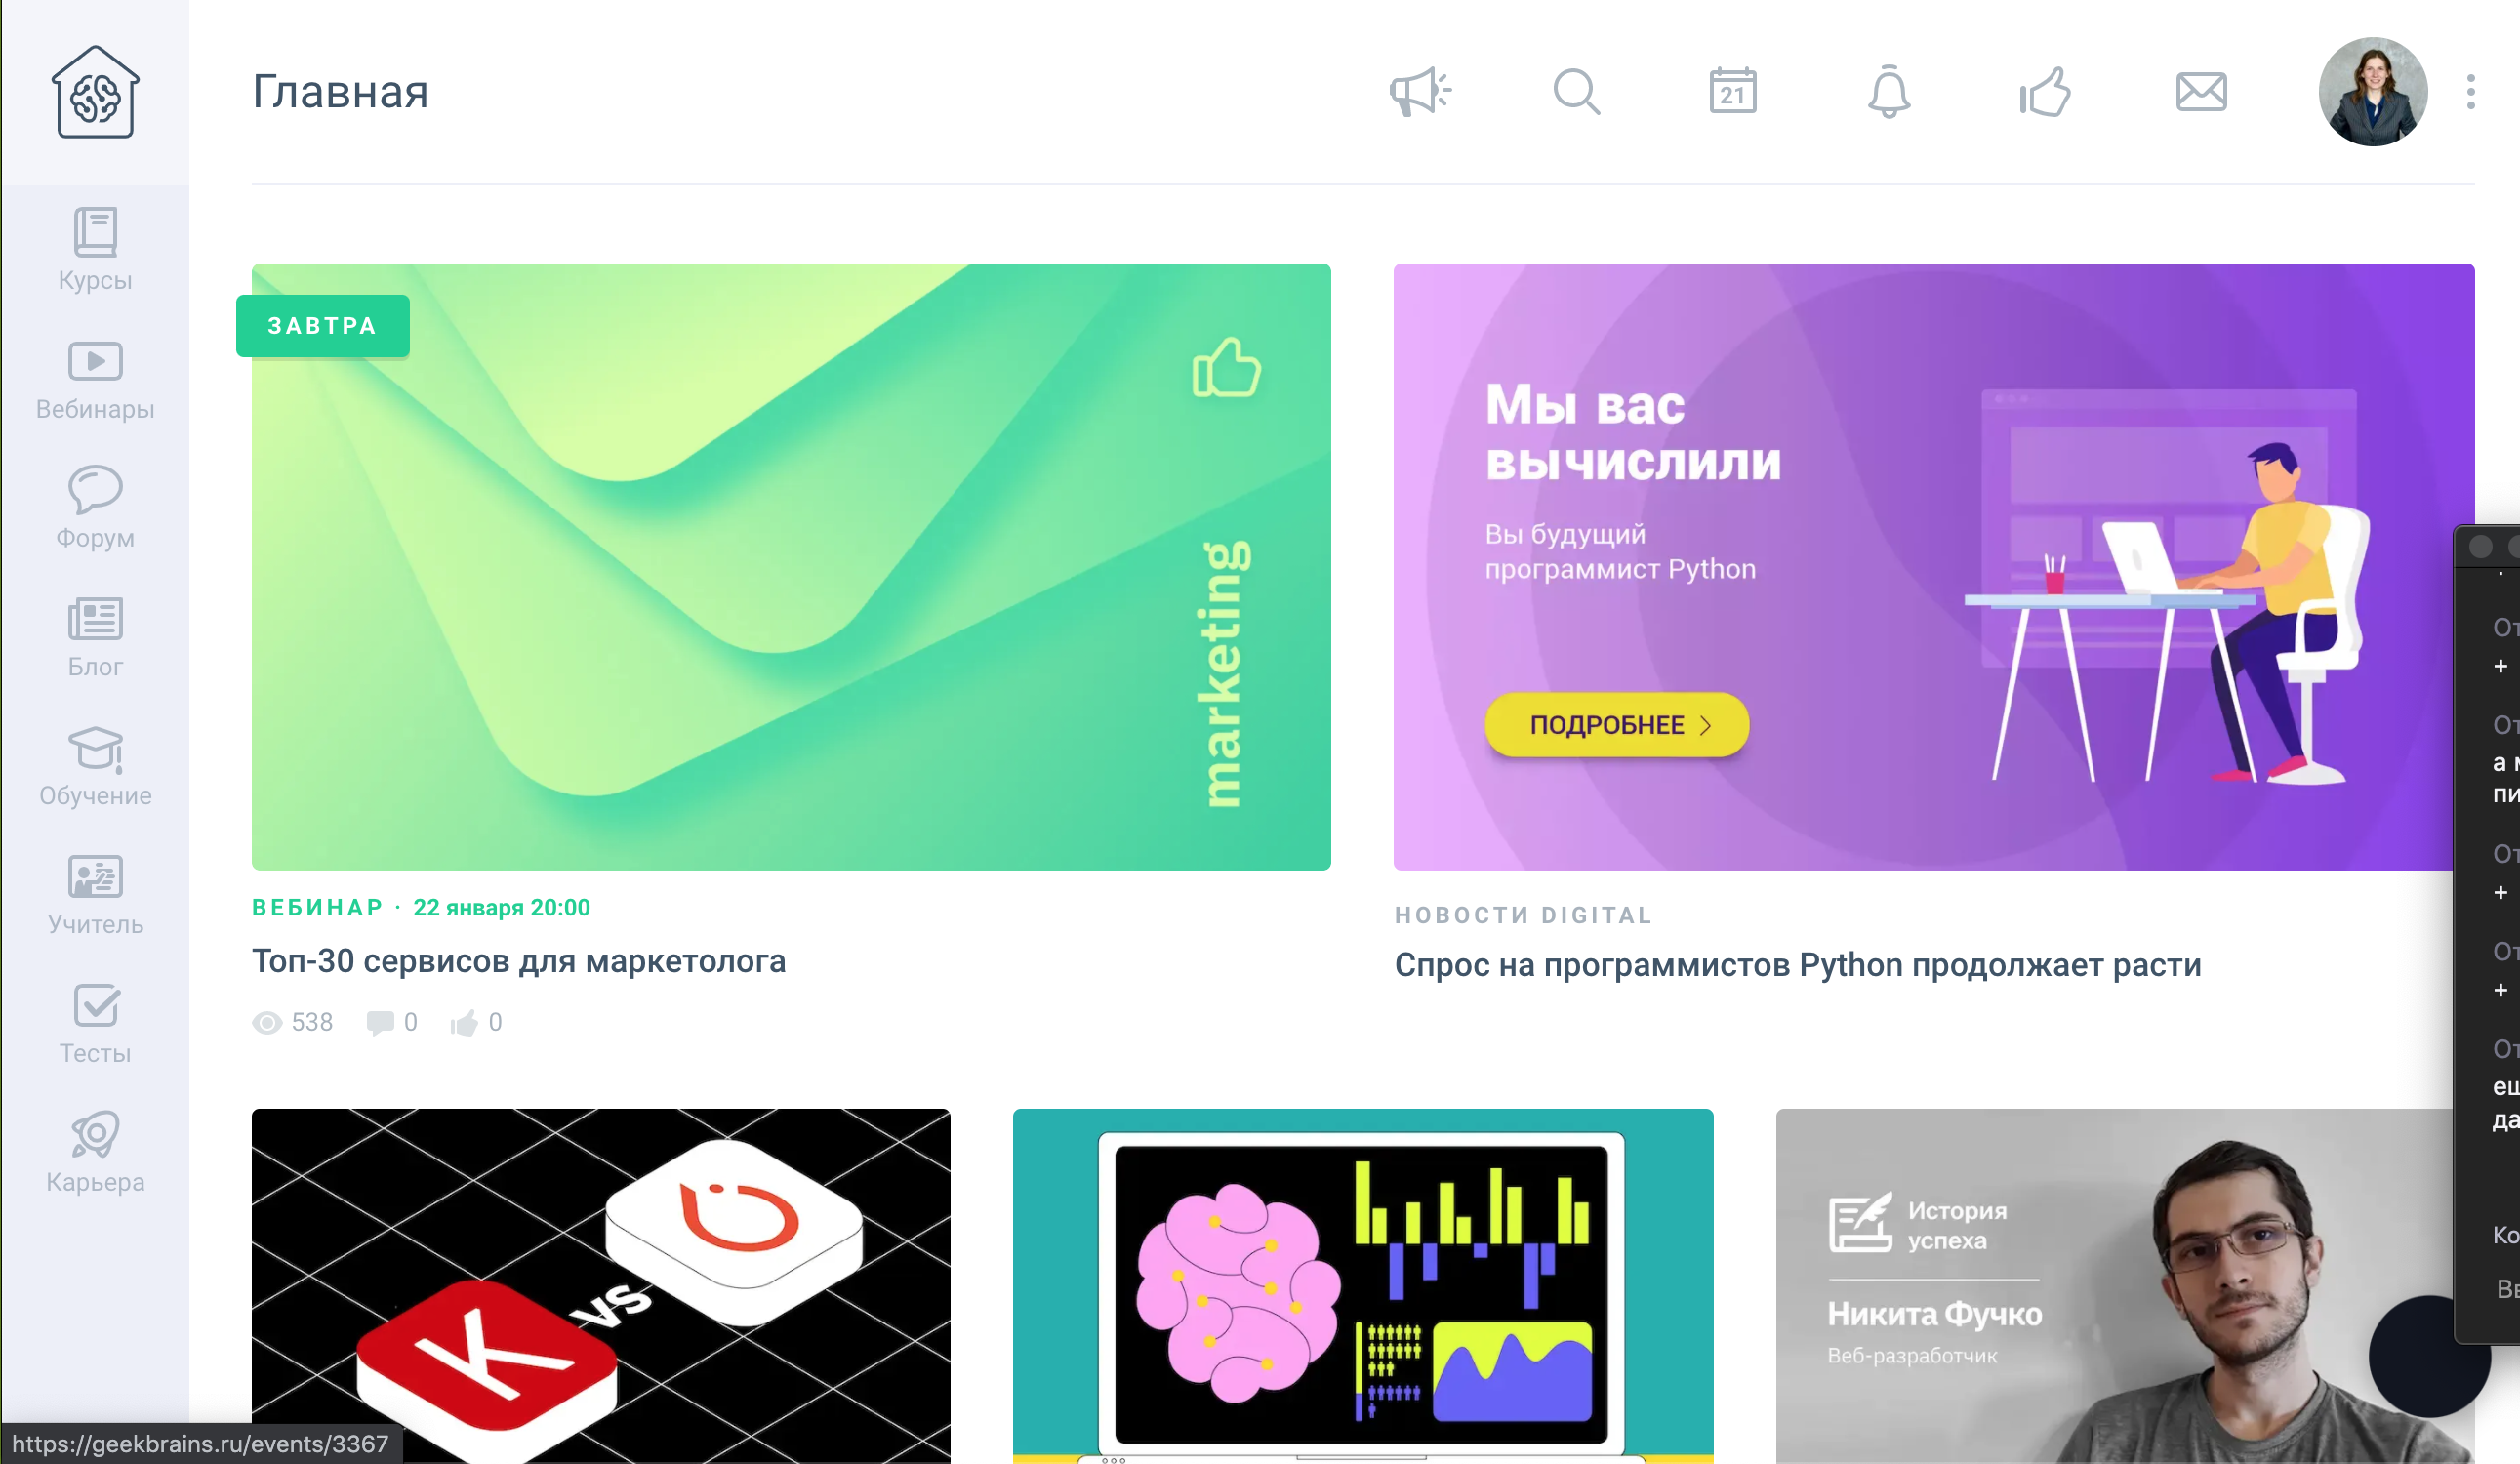 Главная
21
Курсы
Вебинары
Форум
Блог
Обучение
Учитель
Тесты
Карьера
ЗАВТРА
marketing
ВЕБИНАР · 22 января 20:00
Топ-30 сервисов для маркетолога
538 0 0
Мы вас
вычислили
Вы будущий
программист Python
ПОДРОБНЕЕ
НОВОСТИ DIGITAL
Спрос на программистов Python продолжает расти
K vs
История
успеха
Никита Фучко
Веб-разработчик
+
+
+
https://geekbrains.ru/events/3367